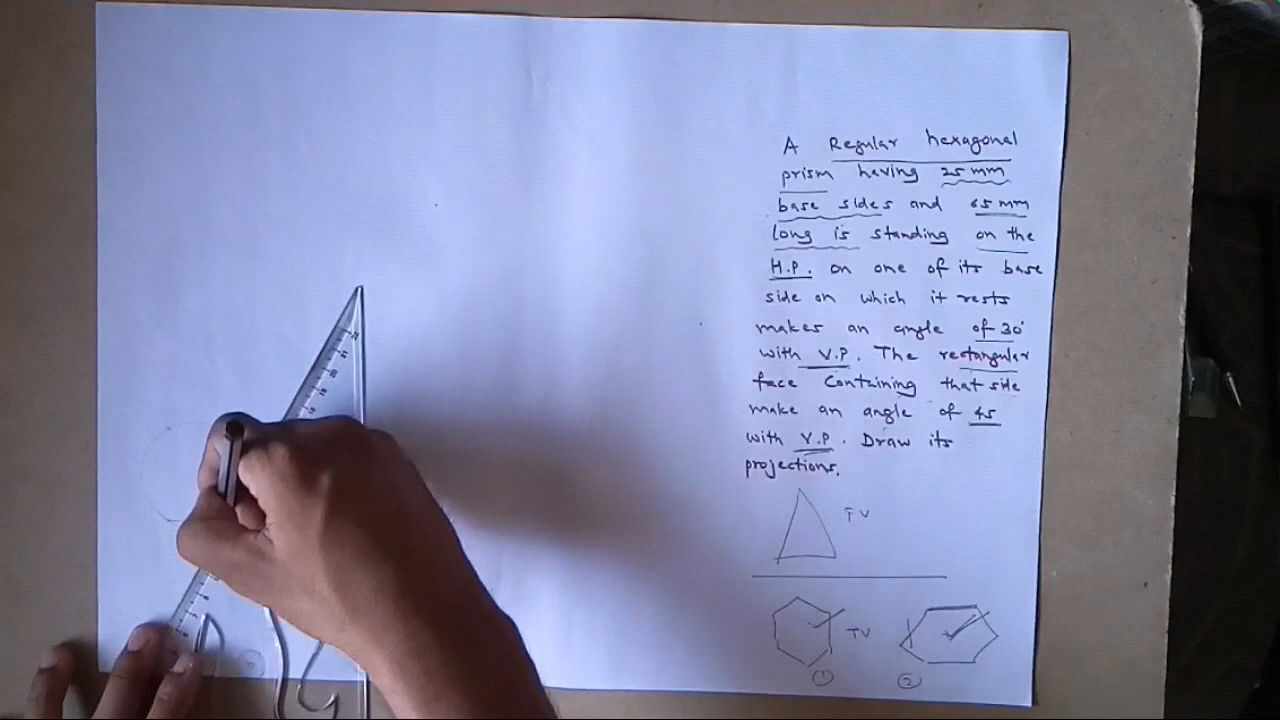 A Regular hexagonal
prism having 25 mm
base sides and 65 mm
long is standing on the
H.P. on one of its base
side on which it rests
makes an angle of 30°
with V.P. The rectangular
face containing that side
make an angle of 45
with V.P. Draw its
projections.
TV
TV
1 2